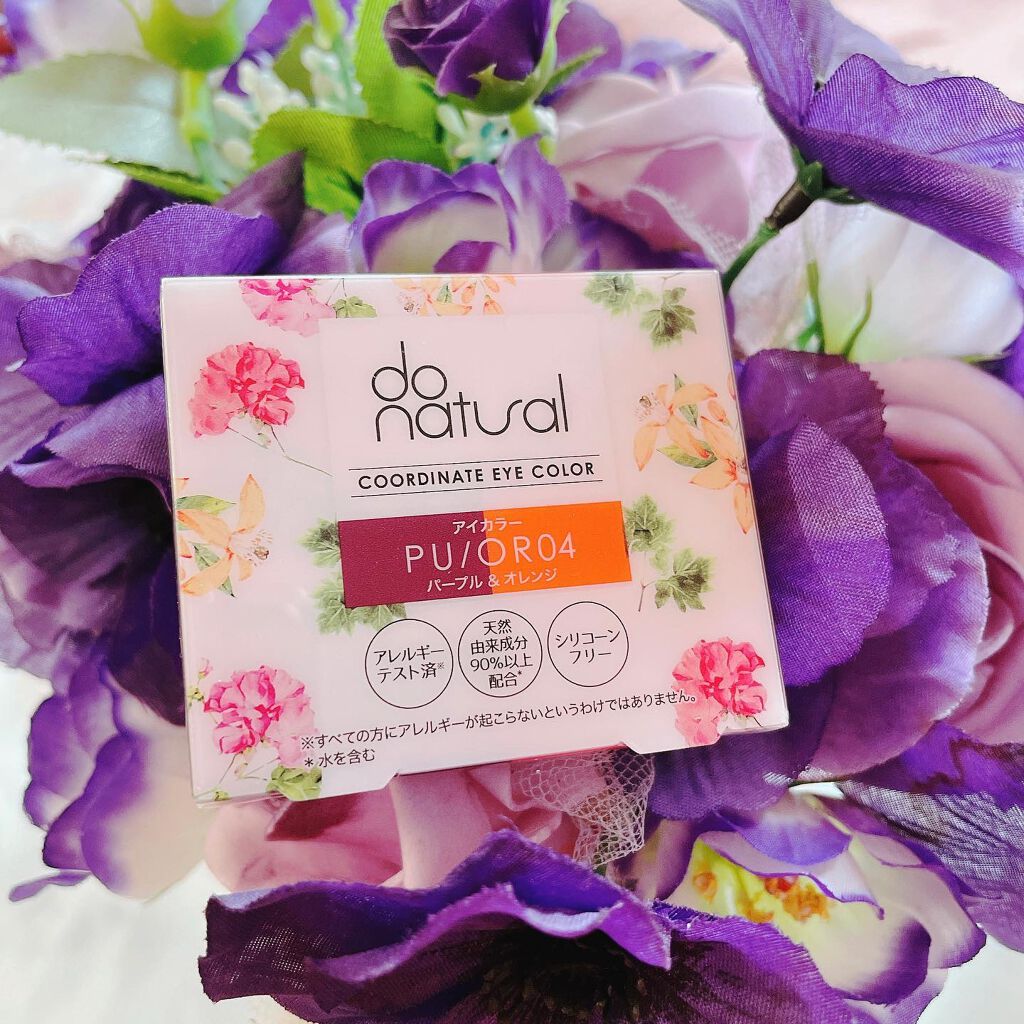 do
natural
COORDINATE EYE COLOR
アイカラー
PU/OR04
パープル & オレンジ
アレルギー
テスト済※
天然
由来成分
90%以上
配合*
シリコーン
フリー
※すべての方にアレルギーが起こらないというわけではありません。
* 水を含む